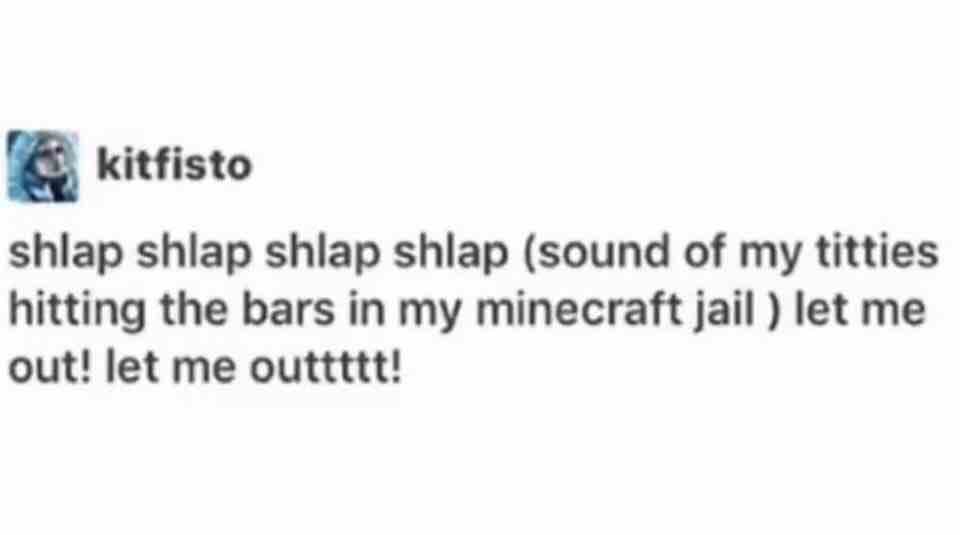 kitfisto
shlap shlap shlap shlap (sound of my titties
hitting the bars in my minecraft jail ) let me
out! let me outtttt!